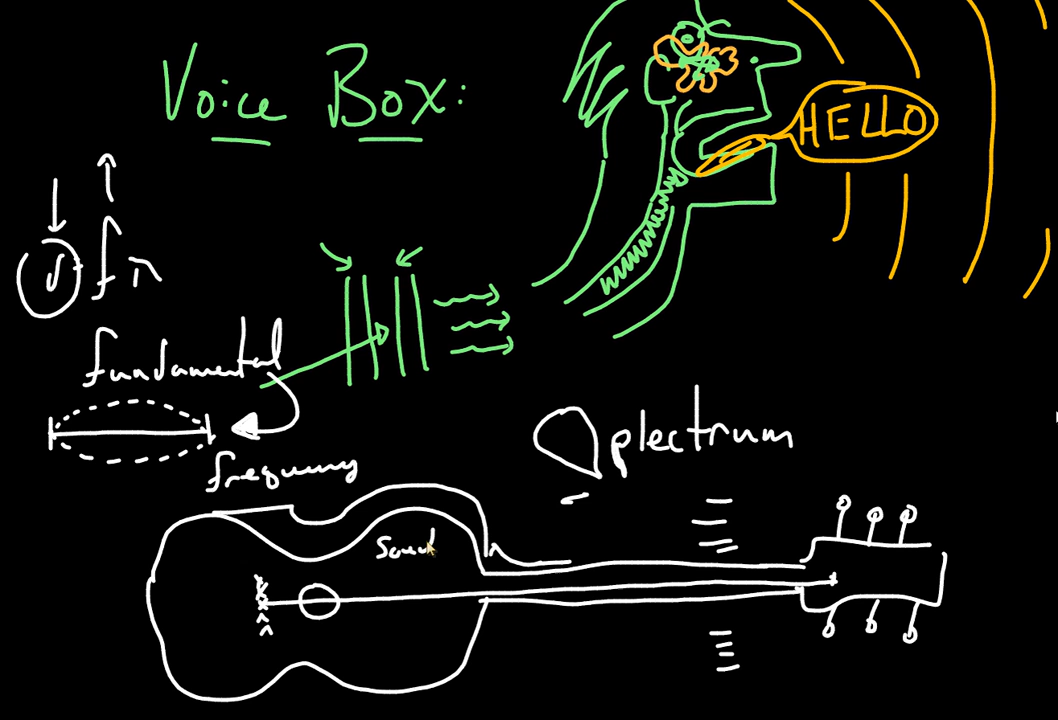 Voice Box:
HELLO
fundamental
frequency
plectrum
Sound